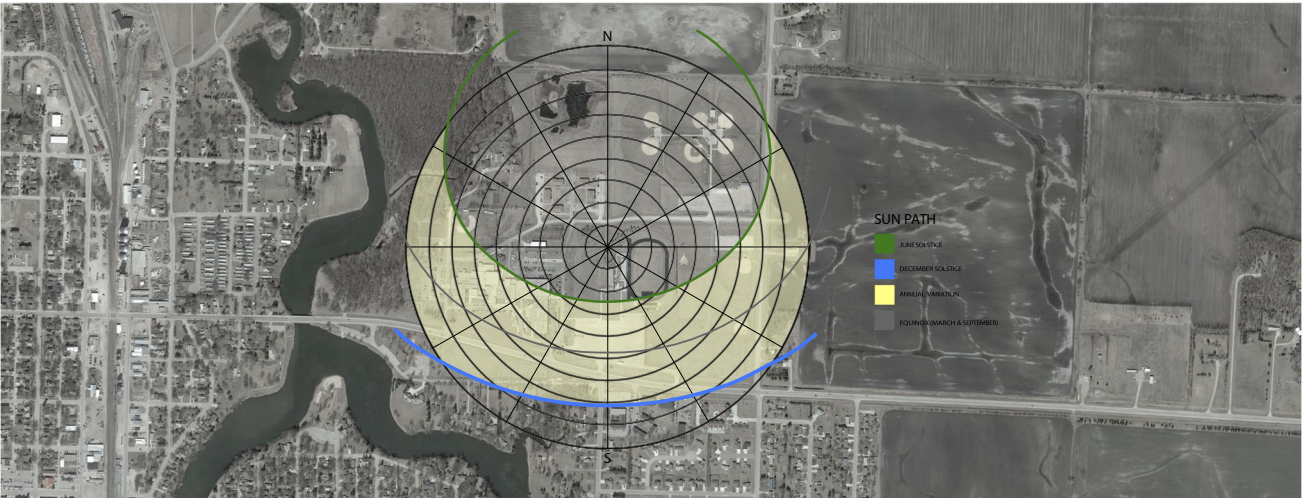 N
SUN PATH
JUNE SOLSTICE
DECEMBER SOLSTICE
ANNUAL VARIATION
EQUINOX (MARCH & SEPTEMBER)
S